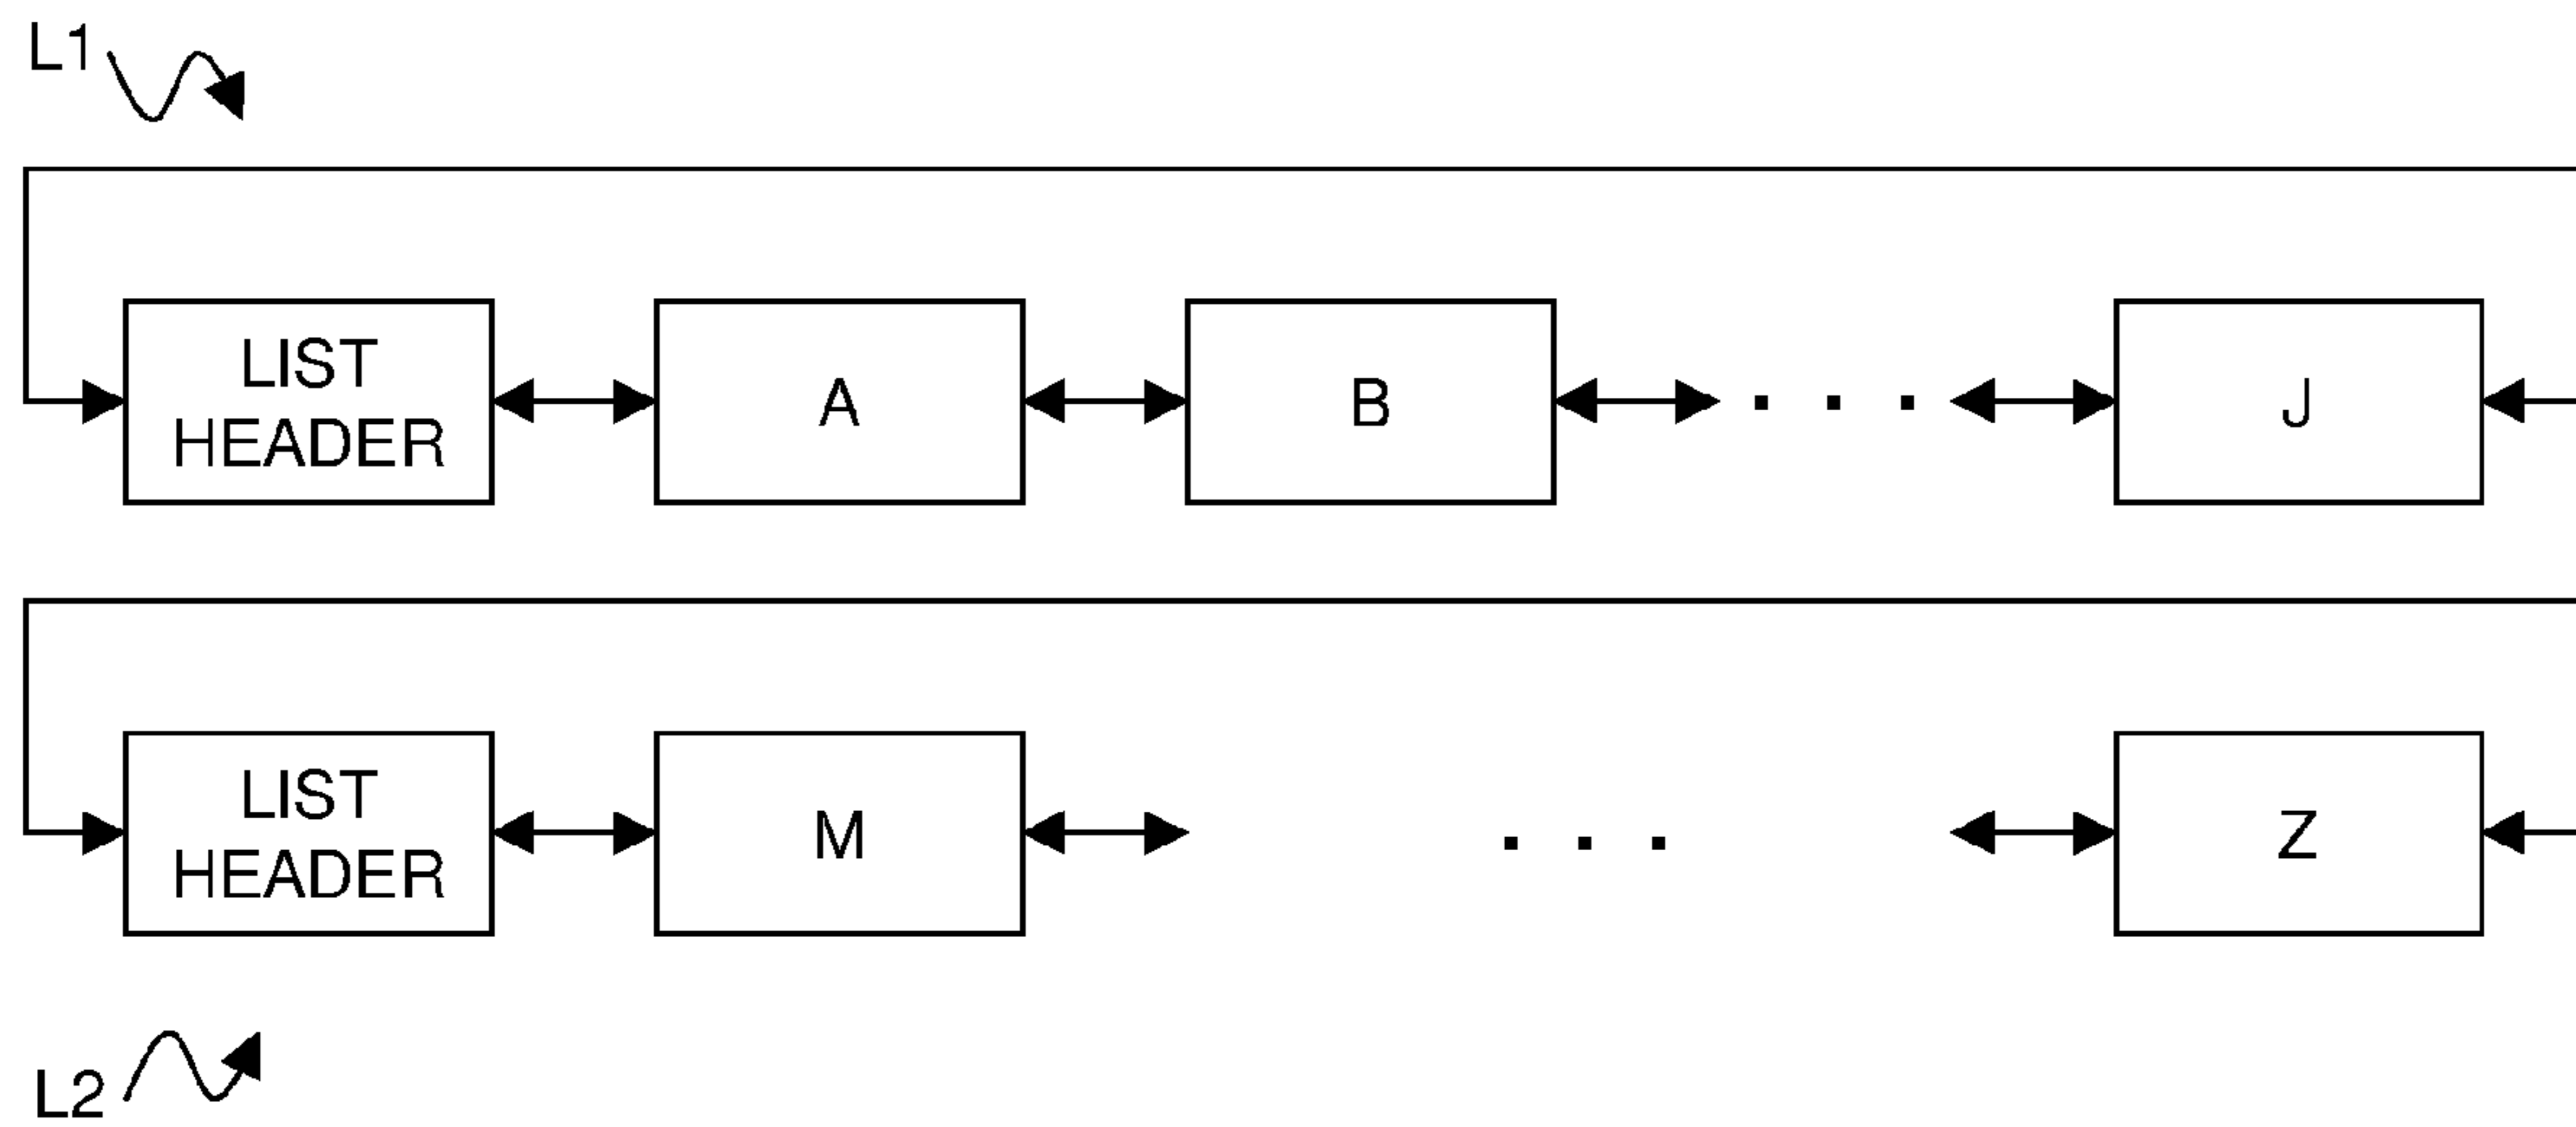 L1
LIST
HEADER
A
B
. . .
J
LIST
HEADER
M
. . .
Z
L2